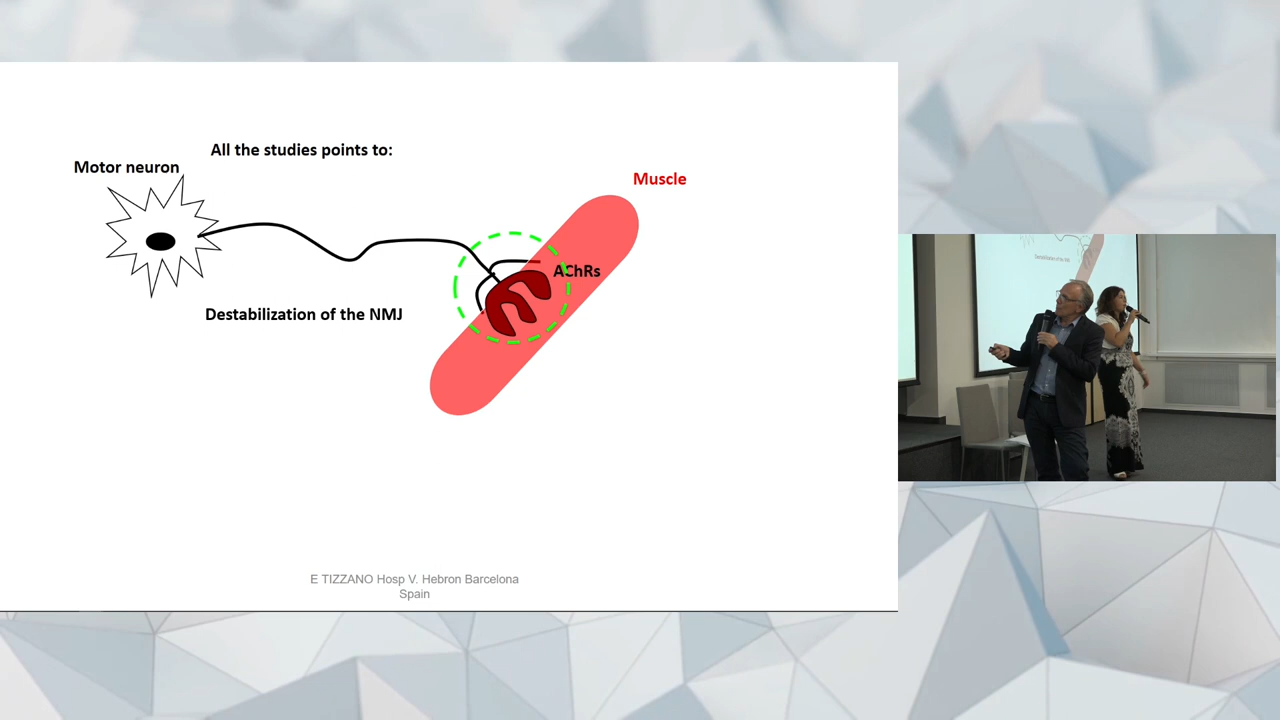 All the studies points to:
Motor neuron
Muscle
AChRs
Destabilization of the NMJ
E TIZZANO Hosp V. Hebron Barcelona
Spain